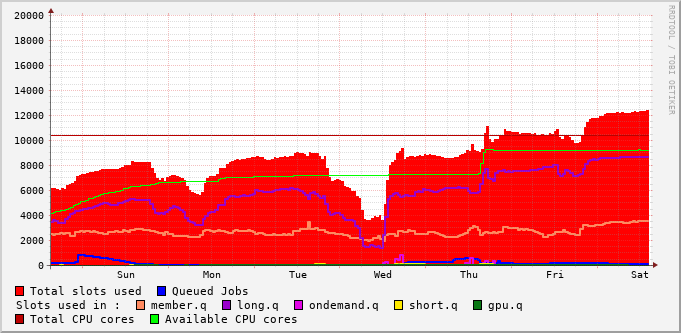 RRDTOOL / TOBI OETIKER
20000
18000
16000
14000
12000
10000
8000
6000
4000
2000
0
Sun Mon Tue Wed Thu Fri Sat
Total slots used Queued Jobs
Slots used in : member.q long.q ondemand.q short.q gpu.q
Total CPU cores Available CPU cores